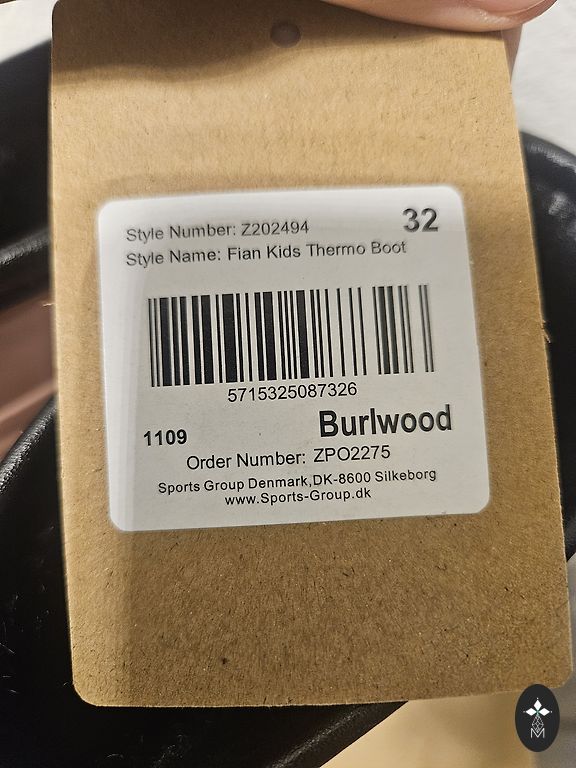 Style Number: Z202494 32
Style Name: Fian Kids Thermo Boot
5715325087326
1109 Burlwood
Order Number: ZPO2275
Sports Group Denmark,DK-8600 Silkeborg
www.Sports-Group.dk
M